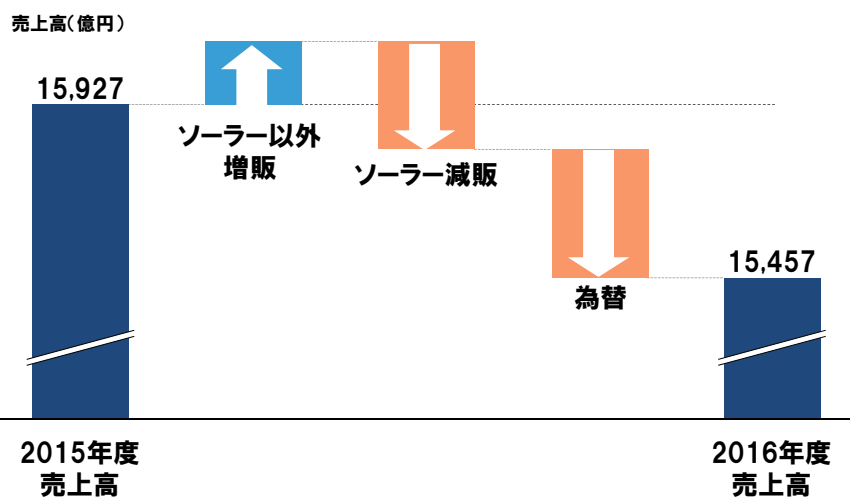 売上高(億円)
15,927
ソーラー以外
増販
ソーラー減販
為替
15,457
2015年度
売上高
2016年度
売上高